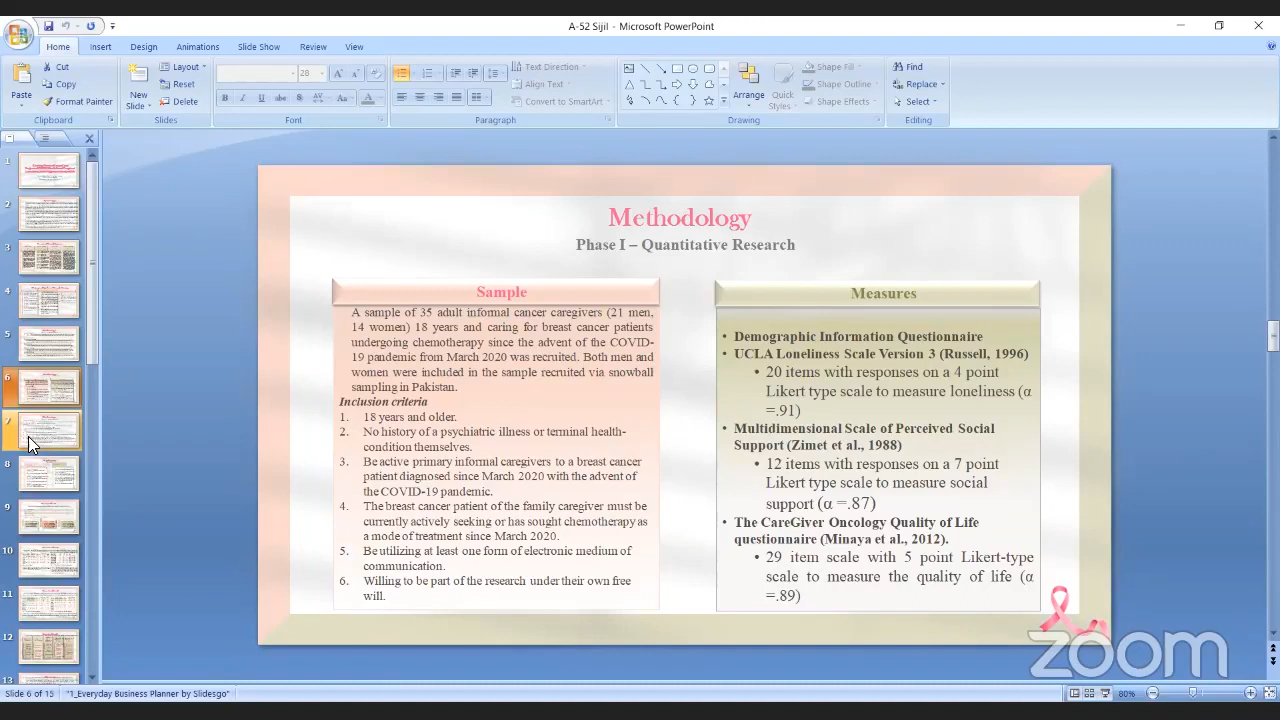 A-52 Sijil - Microsoft PowerPoint
Home Insert Design Animations Slide Show Review View
Paste
Cut
Copy
Format Painter
Clipboard
New Slide
Layout
Reset
Delete
Slides
28
Font
Text Direction
Align Text
Convert to SmartArt
Paragraph
Arrange
Quick Styles
Shape Fill
Shape Outline
Shape Effects
Drawing
Find
Replace
Select
Editing
1
2
3
4
5
6
7
8
9
10
11
12
13
Methodology
Phase I – Quantitative Research
Sample
A sample of 35 adult informal cancer caregivers (21 men,
14 women) 18 years+ caring for breast cancer patients
undergoing chemotherapy since the advent of the COVID-
19 pandemic from March 2020 was recruited. Both men and
women were included in the sample recruited via snowball
sampling in Pakistan.
Inclusion criteria
1. 18 years and older.
2. No history of a psychiatric illness or terminal health-
condition themselves.
3. Be active primary informal caregivers to a breast cancer
patient diagnosed since March 2020 with the advent of
the COVID-19 pandemic.
4. The breast cancer patient of the family caregiver must be
currently actively seeking or has sought chemotherapy as
a mode of treatment since March 2020.
5. Be utilizing at least one form of electronic medium of
communication.
6. Willing to be part of the research under their own free
will.
Measures
• Demographic Information Questionnaire
• UCLA Loneliness Scale Version 3 (Russell, 1996)
• 20 items with responses on a 4 point
Likert type scale to measure loneliness (α
=.91)
• Multidimensional Scale of Perceived Social
Support (Zimet et al., 1988)
• 12 items with responses on a 7 point
Likert type scale to measure social
support (α =.87)
• The CareGiver Oncology Quality of Life
questionnaire (Minaya et al., 2012).
• 29 item scale with 5 point Likert-type
scale to measure the quality of life (α
=.89)
zoom
Slide 6 of 15 "1_Everyday Business Planner by Slidesgo" 80%